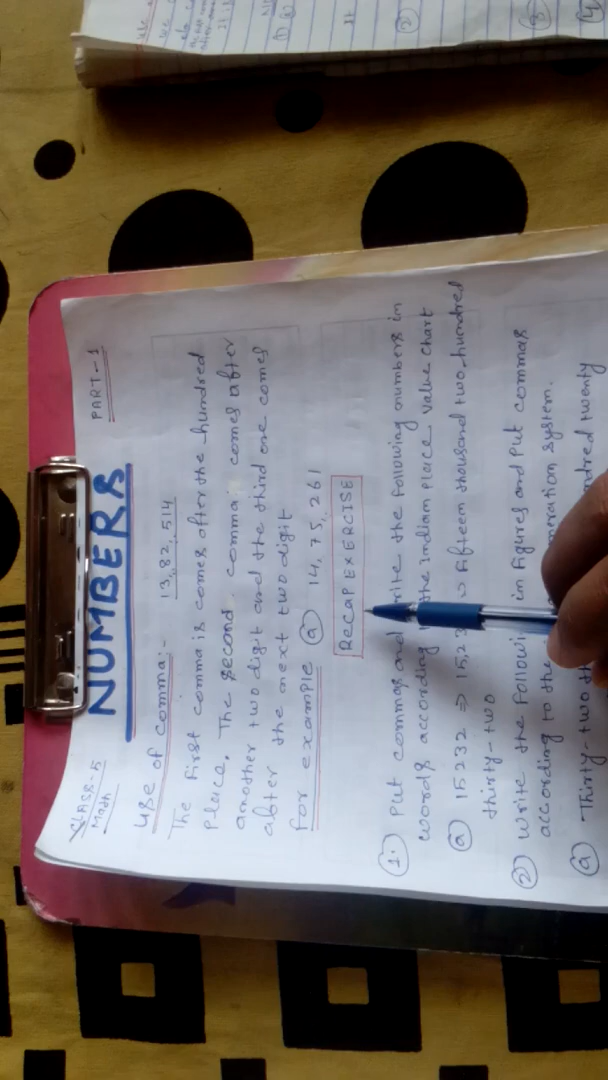 CLASS-5
Math
NUMBERS
PART-1
Use of comma:- 13,82,514
The First comma is comes after the hundred
Place. The second comma comes after
another two digit and the third one comes
after the next two digit
For example (a) 14,75,261
RECAP EXERCISE
1. Put commas and write the following numbers in
words according the Indian Place value chart
(a) 15232 ⇒ 15,23 ⇒ fifteen thousand two hundred
thirty-two
(2) Write the Following in figures and Put commas
according to the system.
(a) Thirty-two twenty